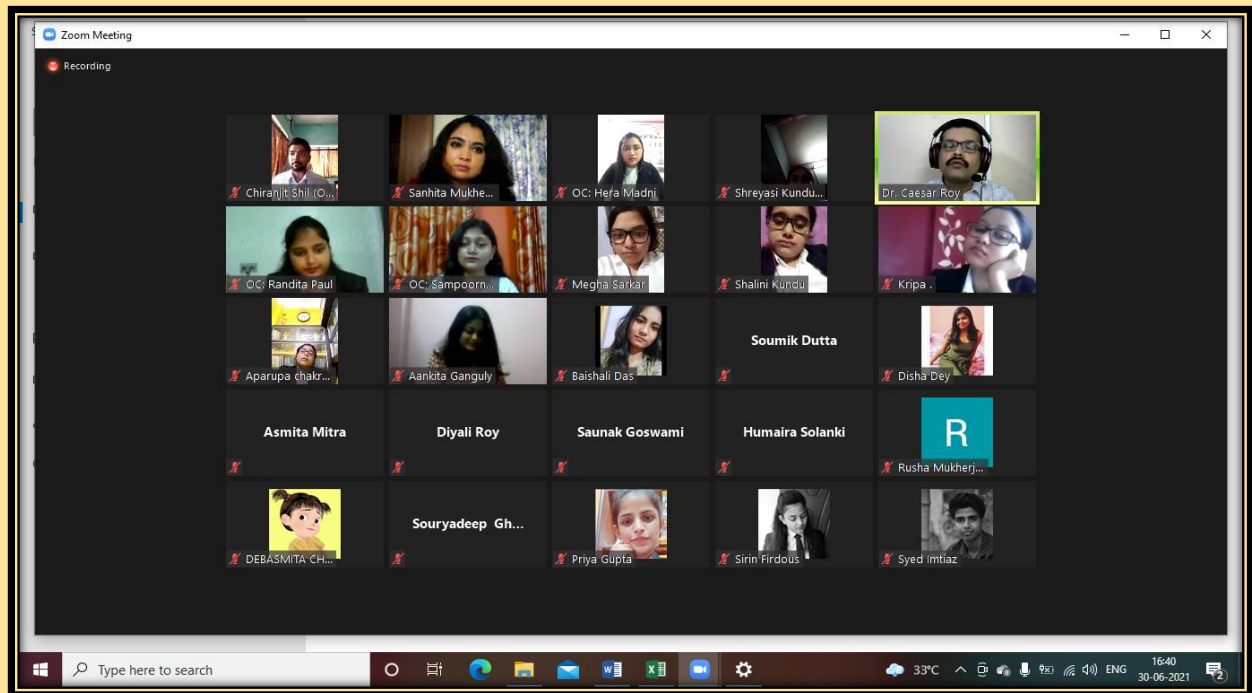 Zoom Meeting
Recording
Chiranjit Shil (O...
Sanhita Mukhe...
OC: Hera Madni
Shreyasi Kundu...
Dr. Caesar Roy
OC: Randita Paul
OC: Sampoorn...
Megha Sarkar
Shalini Kundu
Kripa .
Aparupa chakr...
Aankita Ganguly
Baishali Das
Soumik Dutta
Disha Dey
Asmita Mitra
Diyali Roy
Saunak Goswami
Humaira Solanki
R
Rusha Mukherj...
DEBASMITA CH...
Souryadeep Gh...
Priya Gupta
Sirin Firdous
Syed Imtiaz
Type here to search
33°C
ENG
16:40
30-06-2021
2